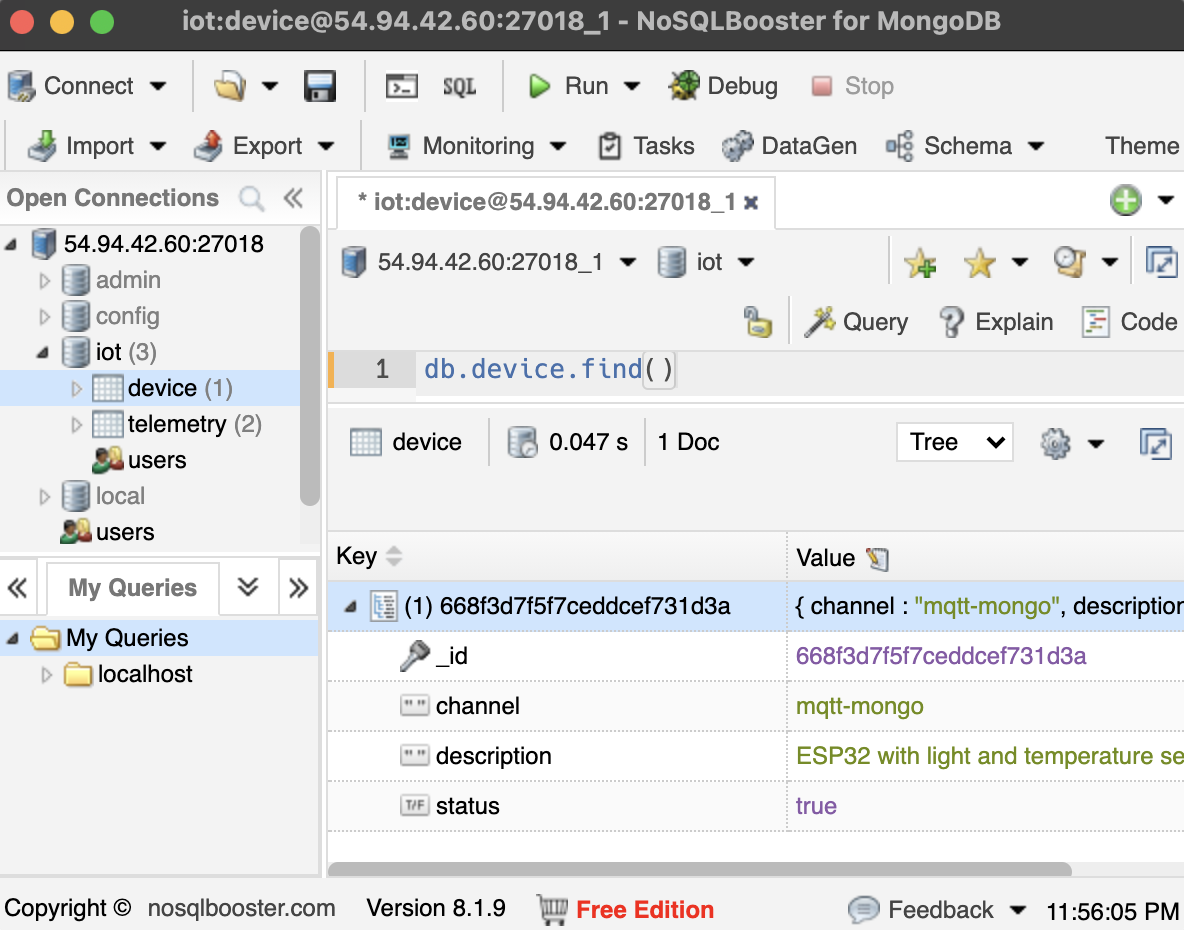 iot:device@54.94.42.60:27018_1 - NoSQLBooster for MongoDB
Connect SQL Run Debug Stop
Import Export Monitoring Tasks DataGen Schema Theme
Open Connections
54.94.42.60:27018
admin
config
iot (3)
device (1)
telemetry (2)
users
local
users
My Queries
My Queries
localhost
* iot:device@54.94.42.60:27018_1
54.94.42.60:27018_1 iot
Query Explain Code
1 db.device.find()
device 0.047 s 1 Doc Tree
Key Value
(1) 668f3d7f5f7ceddcef731d3a { channel : "mqtt-mongo", description
_id 668f3d7f5f7ceddcef731d3a
" " channel mqtt-mongo
" " description ESP32 with light and temperature se
T/F status true
Copyright © nosqlbooster.com Version 8.1.9 Free Edition Feedback 11:56:05 PM